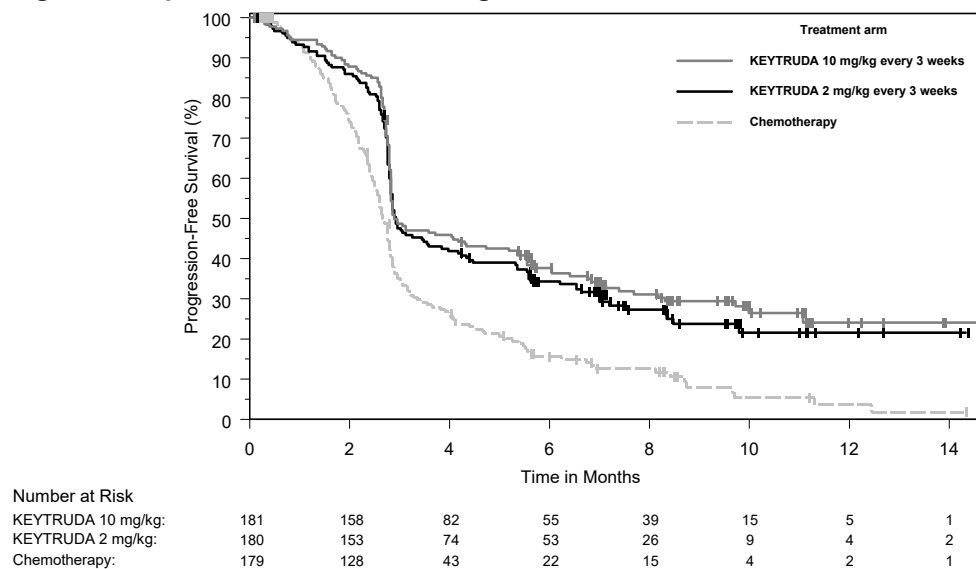 100
90
80
70
60
50
40
30
20
10
0
Progression-Free Survival (%)
Treatment arm
KEYTRUDA 10 mg/kg every 3 weeks
KEYTRUDA 2 mg/kg every 3 weeks
Chemotherapy
0 2 4 6 8 10 12 14
Time in Months
Number at Risk
KEYTRUDA 10 mg/kg: 181 158 82 55 39 15 5 1
KEYTRUDA 2 mg/kg: 180 153 74 53 26 9 4 2
Chemotherapy: 179 128 43 22 15 4 2 1